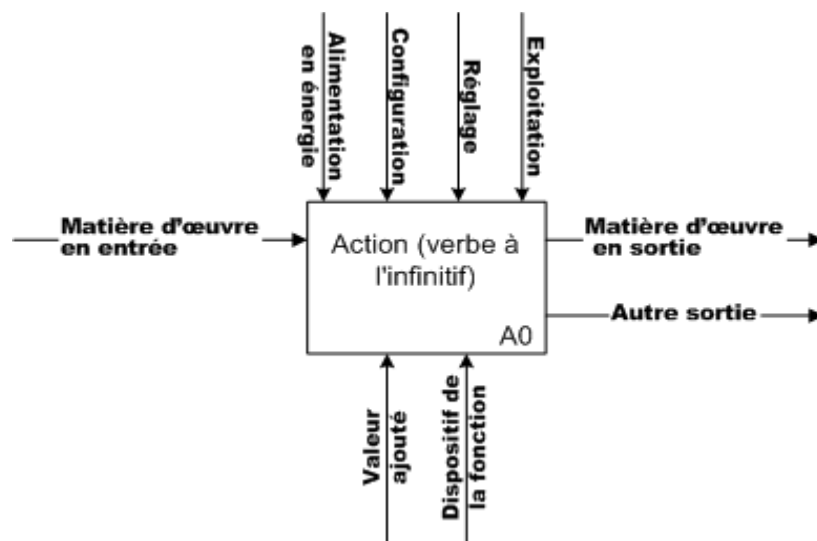 Alimentation
en énergie
Configuration
Réglage
Exploitation
Matière d'œuvre
en entrée
Action (verbe à
l'infinitif)
A0
Matière d'œuvre
en sortie
Autre sortie
Valeur
ajouté
Dispositif de
la fonction